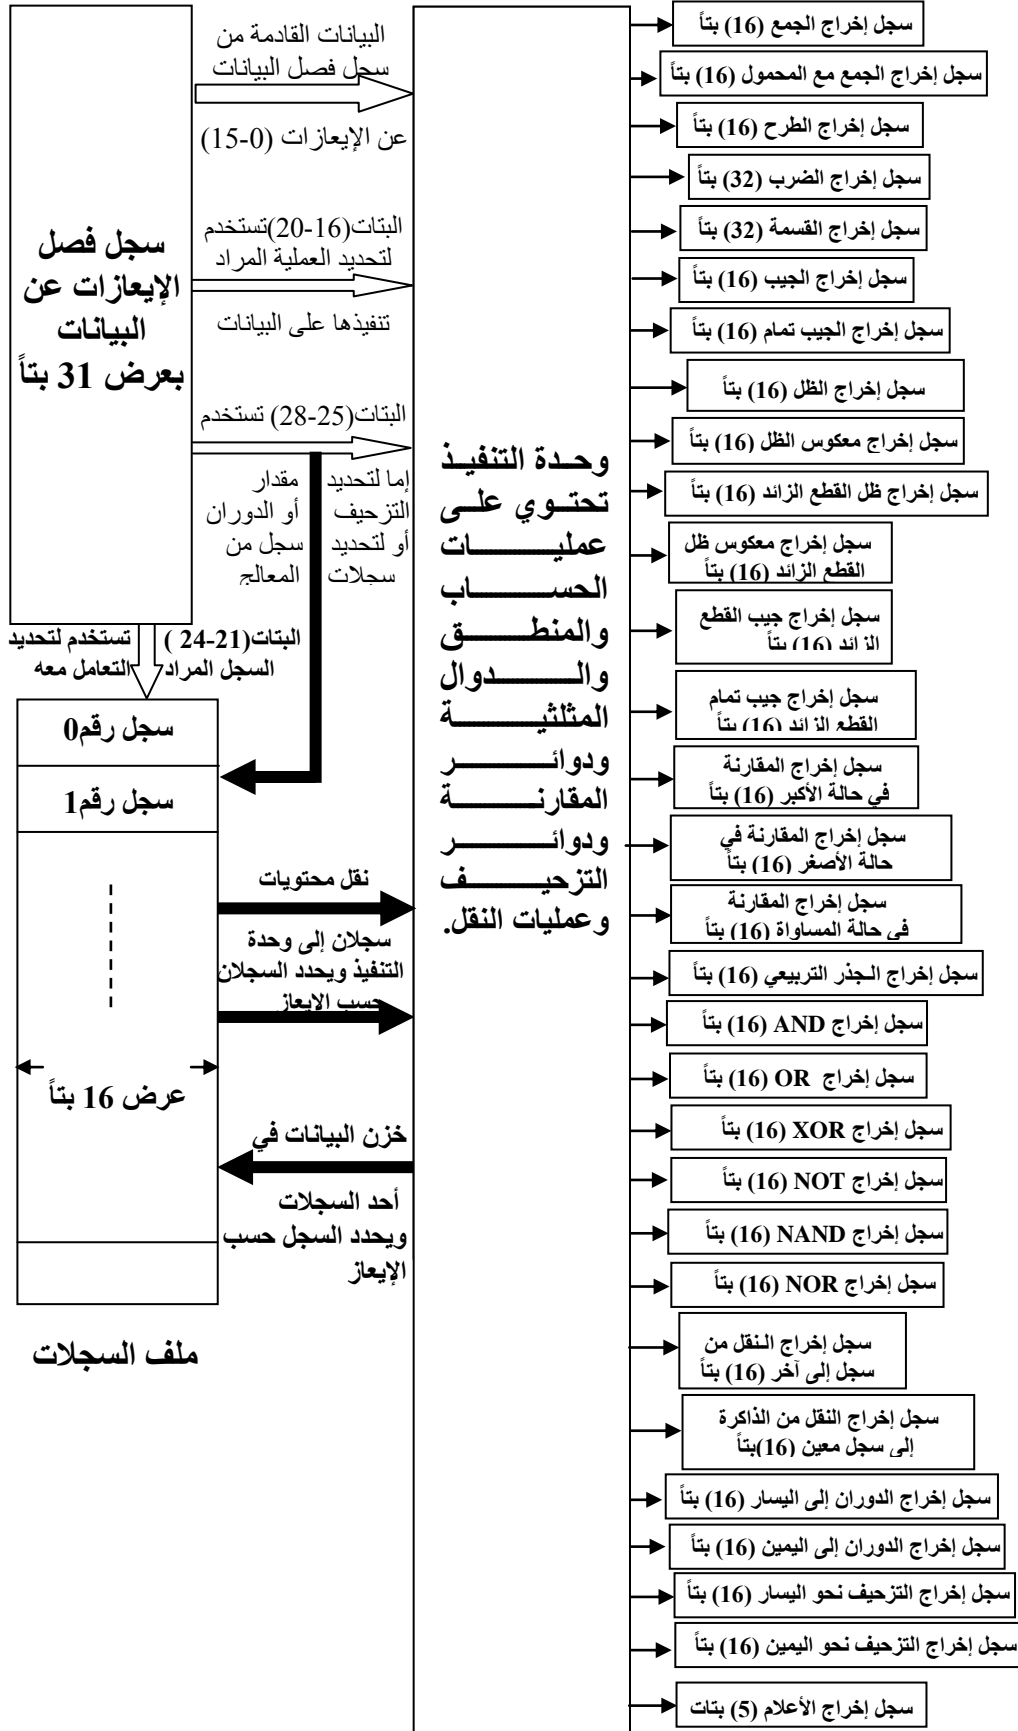 البيانات القادمة من
سجل فصل البيانات
عن الإيعازات (0-15)
سجل فصل
الإيعازات عن
البيانات
بعرض 31 بتاً
البتات(16-20)تستخدم
لتحديد العملية المراد
تنفيذها على البيانات
البتات(25-28) تستخدم
إما لتحديد مقدار
التزحيف أو الدوران
أو لتحديد سجل من
سجلات المعالج
البتات(21-24 ) تستخدم لتحديد
السجل المراد التعامل معه
سجل رقم0
سجل رقم1
نقل محتويات
سجلان إلى وحدة
التنفيذ ويحدد السجلان
حسب الايعاز
عرض 16 بتاً
خزن البيانات في
أحد السجلات
ويحدد السجل حسب
الإيعاز
ملف السجلات
وحــدة التنفيــذ
تحتــوي علــى
عمليــــــات
الحســــاب
والمنطــــق
والــــــدوال
المثلثيــــــة
ودوائــــــر
المقارنــــة
ودوائــــــر
التزحيــــف
وعمليات النقل.
سجل إخراج الجمع (16) بتاً
سجل إخراج الجمع مع المحمول (16) بتاً
سجل إخراج الطرح (16) بتاً
سجل إخراج الضرب (32) بتاً
سجل إخراج القسمة (32) بتاً
سجل إخراج الجيب (16) بتاً
سجل إخراج الجيب تمام (16) بتاً
سجل إخراج الظل (16) بتاً
سجل إخراج معكوس الظل (16) بتاً
سجل إخراج ظل القطع الزائد (16) بتاً
سجل إخراج معكوس ظل
القطع الزائد (16) بتاً
سجل إخراج جيب القطع
الزائد (16) بتاً
سجل إخراج جيب تمام
القطع الزائد (16) بتاً
سجل إخراج المقارنة
في حالة الأكبر (16) بتاً
سجل إخراج المقارنة في
حالة الأصغر (16) بتاً
سجل إخراج المقارنة
في حالة المساواة (16) بتاً
سجل إخراج الجذر التربيعي (16) بتاً
سجل إخراج AND (16) بتاً
سجل إخراج OR (16) بتاً
سجل إخراج XOR (16) بتاً
سجل إخراج NOT (16) بتاً
سجل إخراج NAND (16) بتاً
سجل إخراج NOR (16) بتاً
سجل إخراج النقل من
سجل إلى آخر (16) بتاً
سجل إخراج النقل من الذاكرة
إلى سجل معين (16)بتاً
سجل إخراج الدوران إلى اليسار (16) بتاً
سجل إخراج الدوران إلى اليمين (16) بتاً
سجل إخراج التزحيف نحو اليسار (16) بتاً
سجل إخراج التزحيف نحو اليمين (16) بتاً
سجل إخراج الأعلام (5) بتات